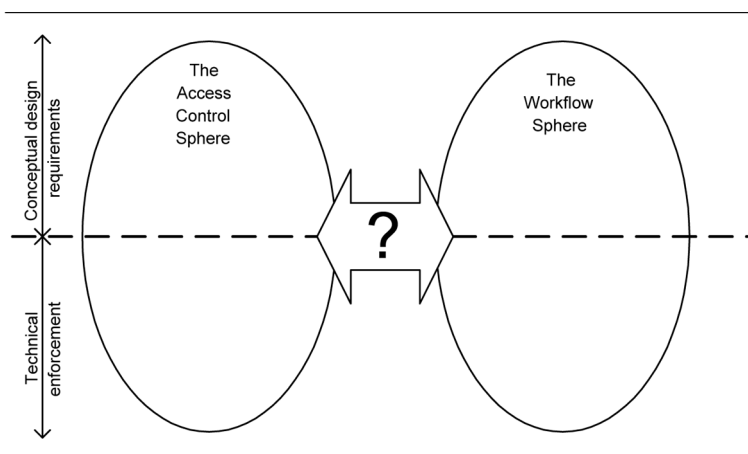 The
Access
Control
Sphere
The
Workflow
Sphere
Conceptual design
requirements
?
Technical
enforcement